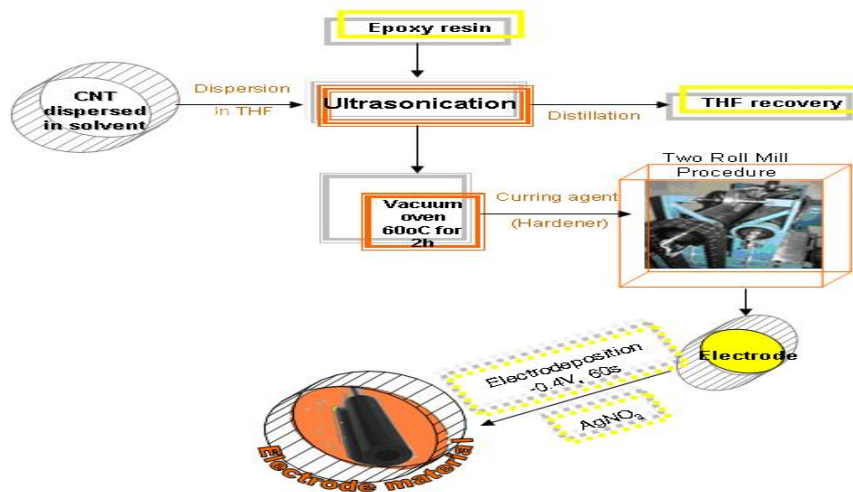 Epoxy resin
CNT
dispersed
in solvent
Dispersion
in THF
Ultrasonication
Distillation
THF recovery
Vacuum
oven
60oC for
2h
Curring agent
(Hardener)
Two Roll Mill
Procedure
Electrode
Electrodeposition
-0.4V, 60s
AgNO₃
Electrode material